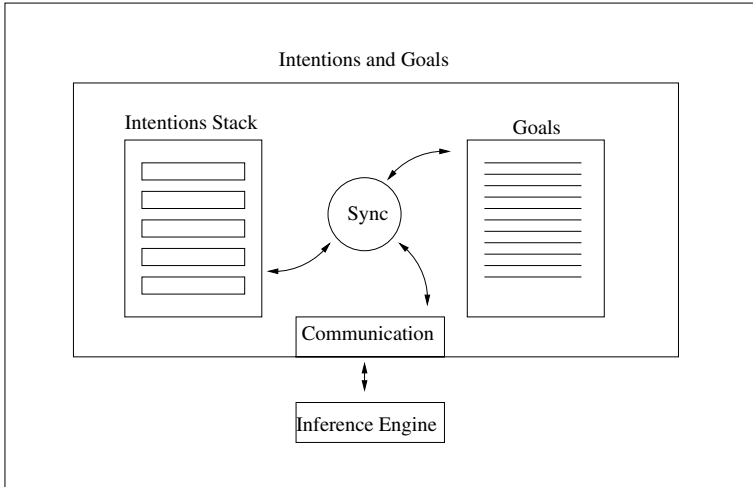 Intentions and Goals
Intentions Stack
Goals
Sync
Communication
Inference Engine